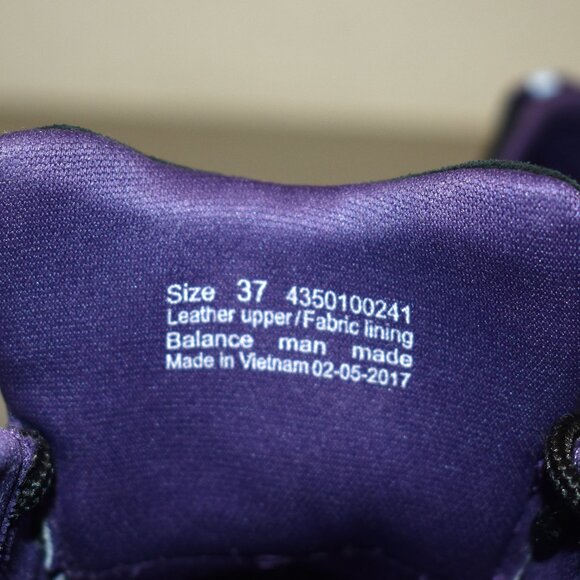 Size 37 4350100241
Leather upper/Fabric lining
Balance man made
Made in Vietnam 02-05-2017